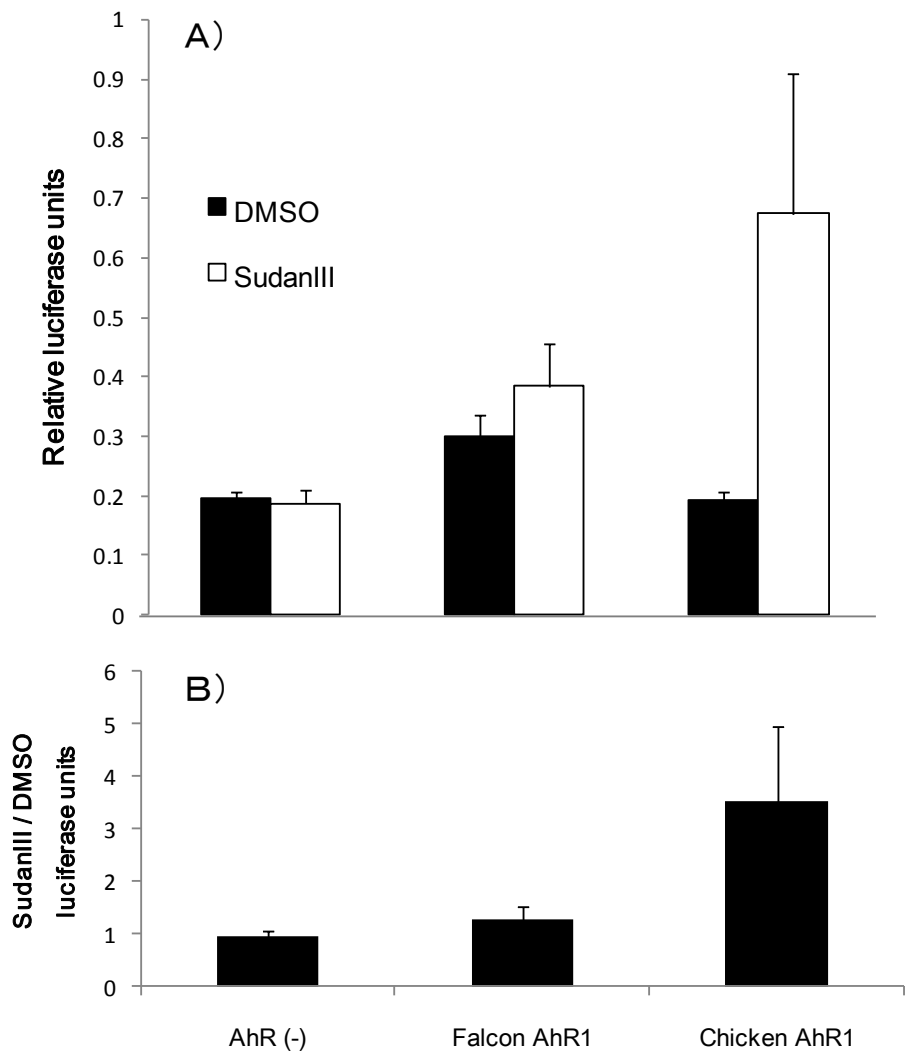 A)
1
0.9
0.8
0.7
0.6
0.5
0.4
0.3
0.2
0.1
0
Relative luciferase units
DMSO
SudanIII
B)
6
5
4
3
2
1
0
SudanIII / DMSO
luciferase units
AhR (-)
Falcon AhR1
Chicken AhR1